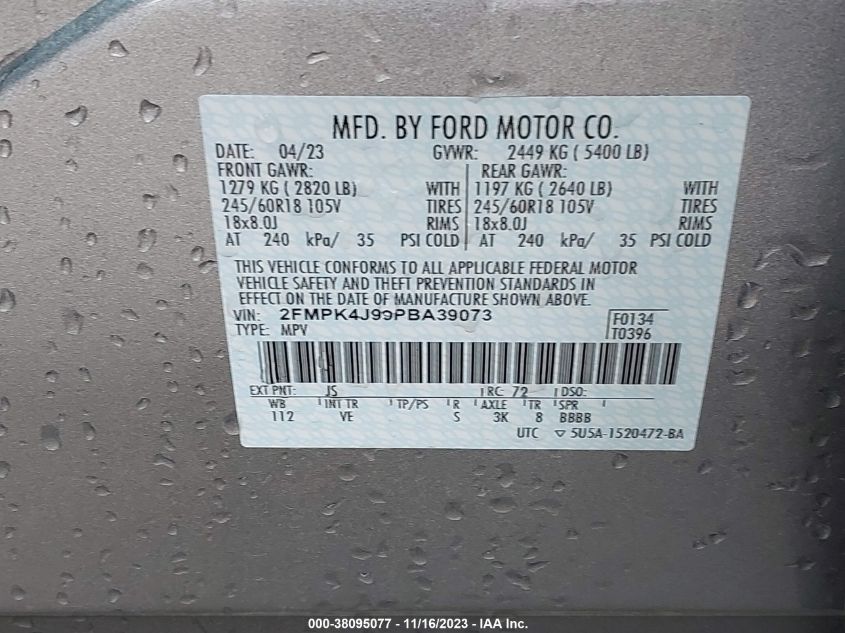 MFD. BY FORD MOTOR CO.
DATE: 04/23 GVWR: 2449 KG ( 5400 LB)
FRONT GAWR: REAR GAWR:
1279 KG ( 2820 LB) WITH 1197 KG ( 2640 LB) WITH
245/60R18 105V TIRES 245/60R18 105V TIRES
18x8.0J RIMS 18x8.0J RIMS
AT 240 kPa/ 35 PSI COLD AT 240 kPa/ 35 PSI COLD
THIS VEHICLE CONFORMS TO ALL APPLICABLE FEDERAL MOTOR
VEHICLE SAFETY AND THEFT PREVENTION STANDARDS IN
EFFECT ON THE DATE OF MANUFACTURE SHOWN ABOVE.
VIN: 2FMPK4J99PBA39073 F0134
TYPE: MPV T0396
EXT PNT: JS RC: 72 DSO:
WB INT TR TP/PS R AXLE TR SPR
112 VE S 3K 8 BBBB
UTC ▽ 5U5A-1520472-BA
000-38095077 - 11/16/2023 - IAA Inc.